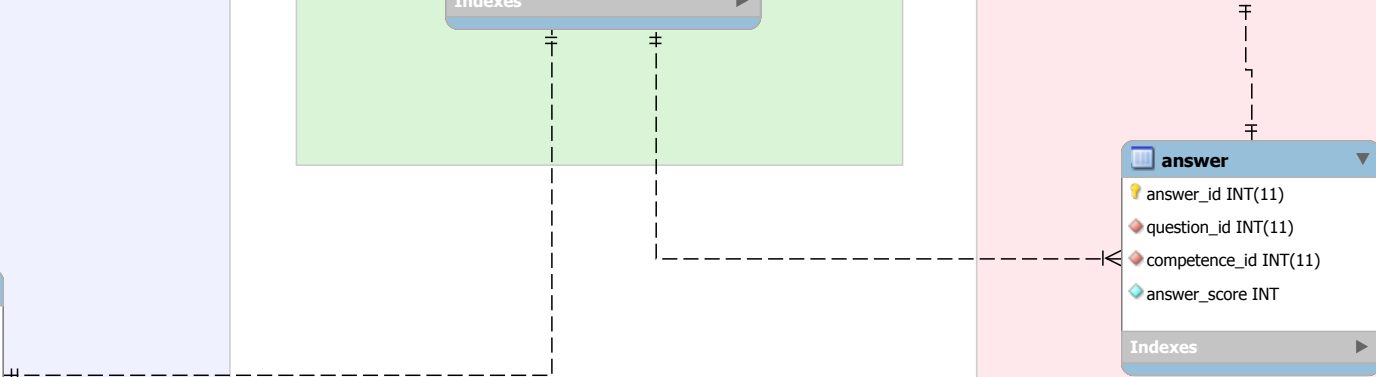 Indexes
answer
answer_id INT(11)
question_id INT(11)
competence_id INT(11)
answer_score INT
Indexes